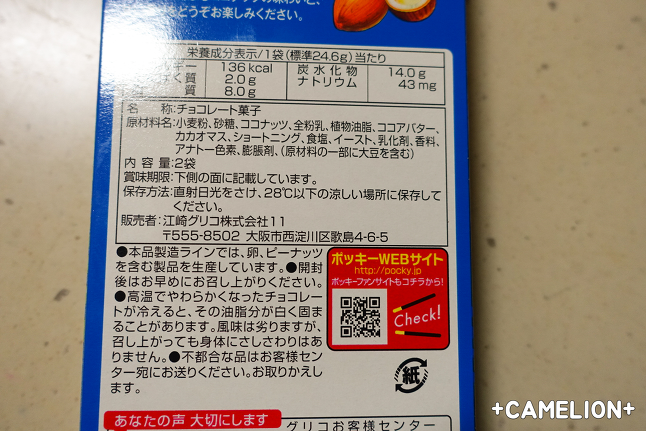 どうぞお楽しみください。
栄養成分表示/1袋(標準24.6g)当たり
ー 136kcal 炭水化物 14.0g
質 2.0g ナトリウム 43mg
質 8.0g
名 称:チョコレート菓子
原材料名:小麦粉、砂糖、ココナッツ、全粉乳、植物油脂、ココアバター、
カカオマス、ショートニング、食塩、イースト、乳化剤、香料、
アナトー色素、膨脹剤、(原材料の一部に大豆を含む)
内 容 量:2袋
賞味期限:下側の面に記載しています。
保存方法:直射日光をさけ、28℃以下の涼しい場所に保存して
ください。
販売者:江崎グリコ株式会社11
〒555-8502 大阪市西淀川区歌島4-6-5
●本品製造ラインでは、卵、ピーナッツ
を含む製品を生産しています。●開封
後はお早めにお召し上がりください。
●高温でやわらかくなったチョコレー
トが冷えると、その油脂分が白く固ま
ることがあります。風味は劣りますが、
召し上がっても身体にさしさわりはあ
りません。●不都合な品はお客様セン
ター宛にお送りください。お取りかえし
ます。
ポッキーWEBサイト
http://pocky.jp
ポッキーファンサイトもコチラから!
Check!
紙
あなたの声 大切にします
グリコお客様センター
+CAMELION+